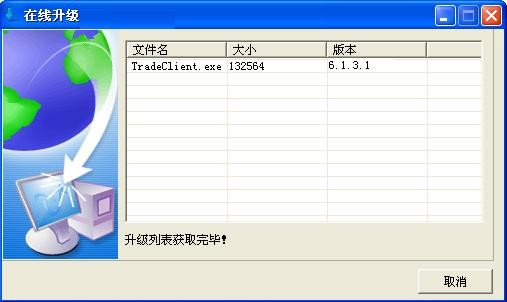 在线升级
文件名 大小 版本
TradeClient.exe 132564 6.1.3.1
升级列表获取完毕!
取消